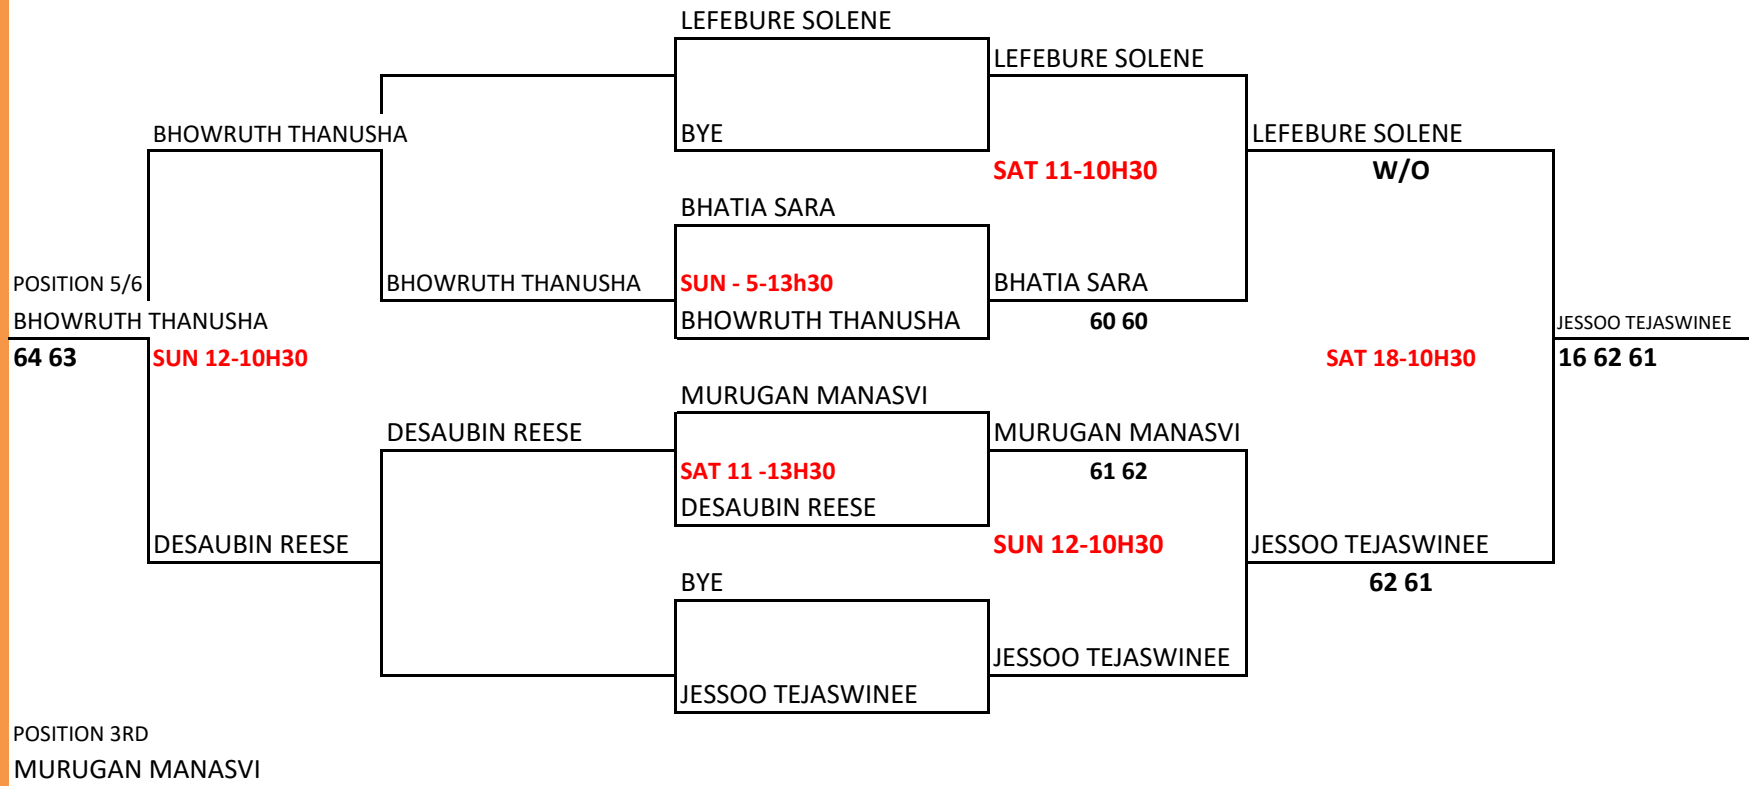 LEFEBURE SOLENE
LEFEBURE SOLENE
BHOWRUTH THANUSHA
BYE
LEFEBURE SOLENE
SAT 11-10H30
W/O
BHATIA SARA
POSITION 5/6
BHOWRUTH THANUSHA
SUN - 5-13h30
BHATIA SARA
BHOWRUTH THANUSHA
BHOWRUTH THANUSHA
60 60
JESSOO TEJASWINEE
64 63
SUN 12-10H30
SAT 18-10H30
16 62 61
MURUGAN MANASVI
DESAUBIN REESE
MURUGAN MANASVI
SAT 11 -13H30
61 62
DESAUBIN REESE
DESAUBIN REESE
SUN 12-10H30
JESSOO TEJASWINEE
BYE
62 61
JESSOO TEJASWINEE
JESSOO TEJASWINEE
POSITION 3RD
MURUGAN MANASVI